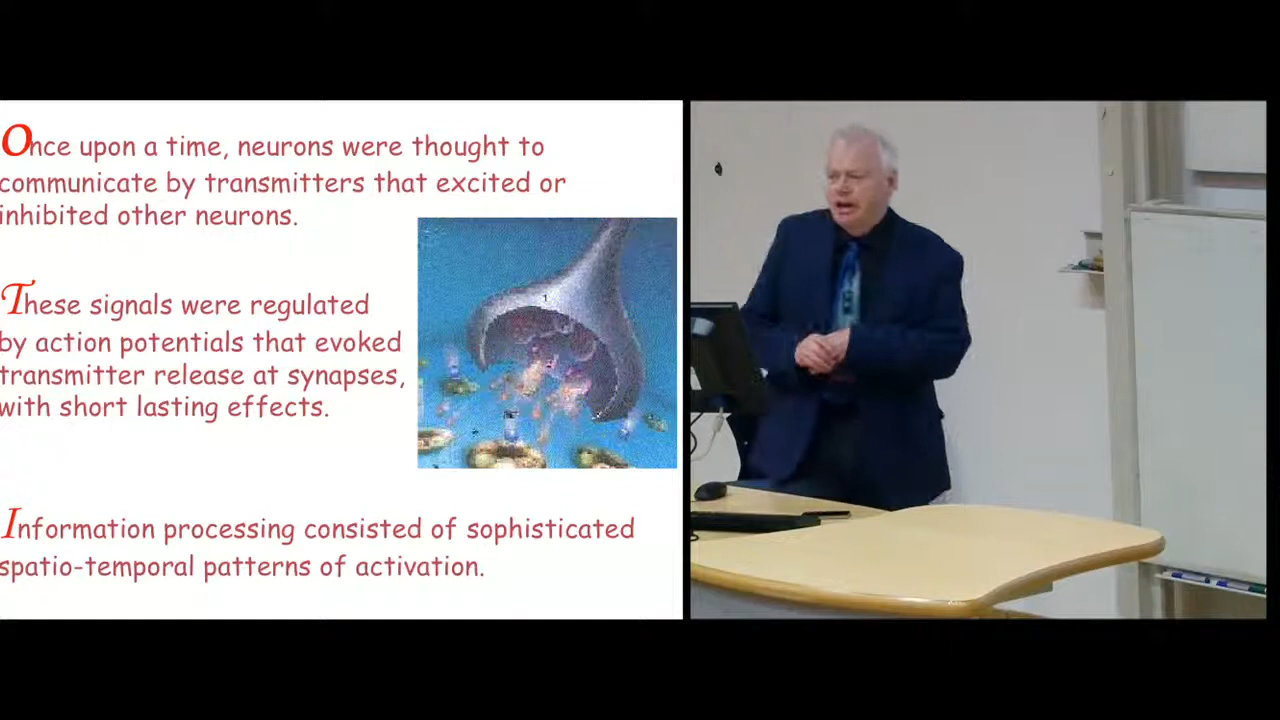 Once upon a time, neurons were thought to
communicate by transmitters that excited or
inhibited other neurons.
These signals were regulated
by action potentials that evoked
transmitter release at synapses,
with short lasting effects.
1
Information processing consisted of sophisticated
spatio-temporal patterns of activation.